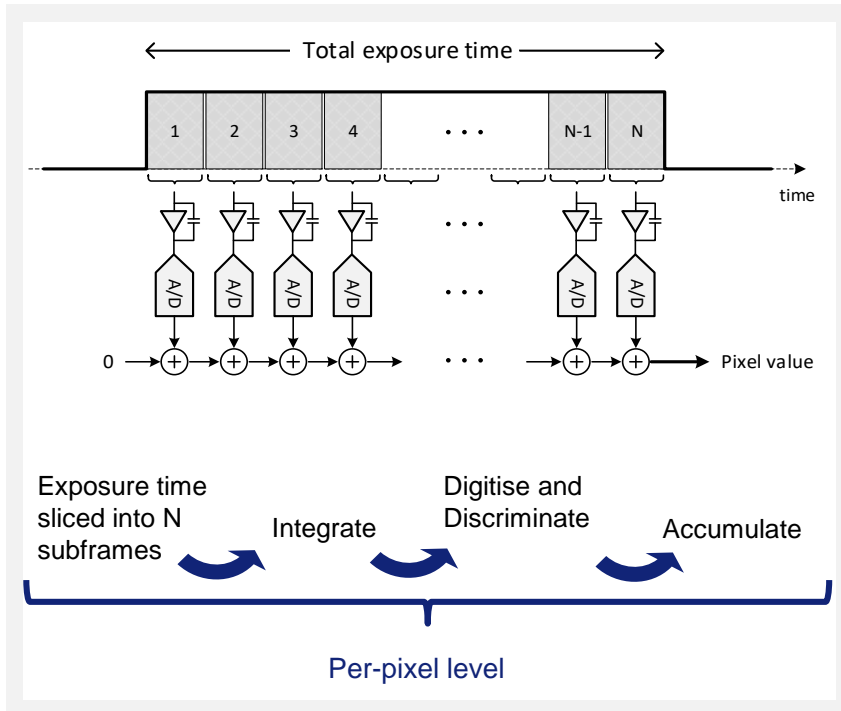 Total exposure time
1 2 3 4 · · · N-1 N
time
· · ·
A/D A/D A/D A/D · · · A/D A/D
0 + + + + · · · + + Pixel value
Exposure time
sliced into N
subframes
Integrate
Digitise and
Discriminate
Accumulate
Per-pixel level